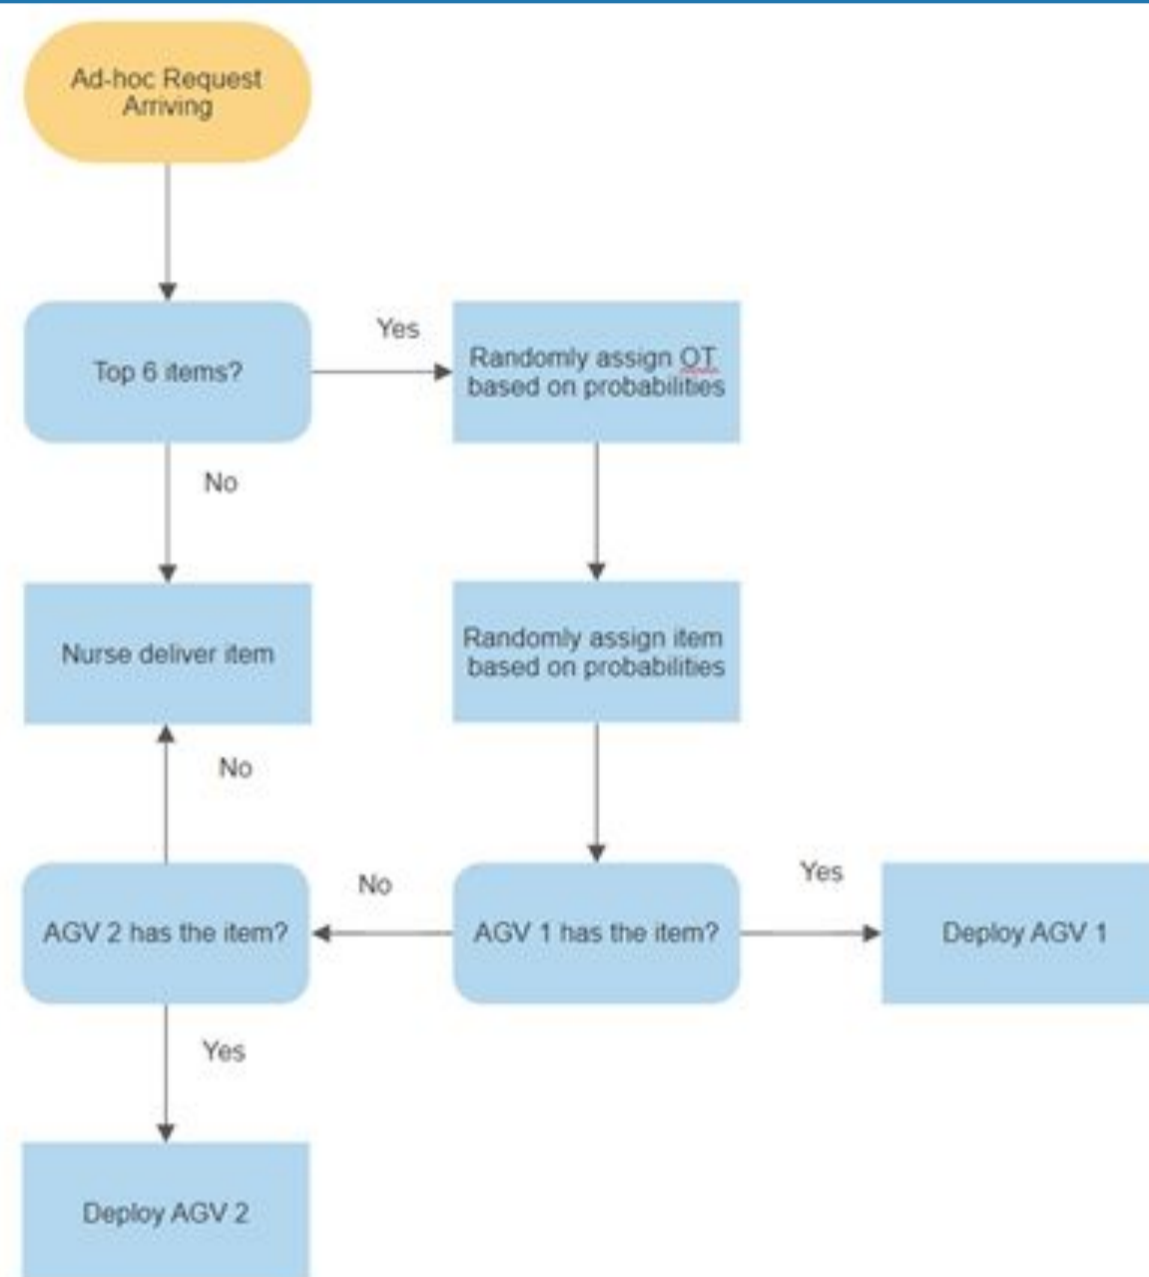 Ad-hoc Request
Arriving
Top 6 items?
Yes
Randomly assign OT
based on probabilities
No
Nurse deliver item
Randomly assign item
based on probabilities
No
AGV 2 has the item?
No
AGV 1 has the item?
Yes
Deploy AGV 1
Yes
Deploy AGV 2